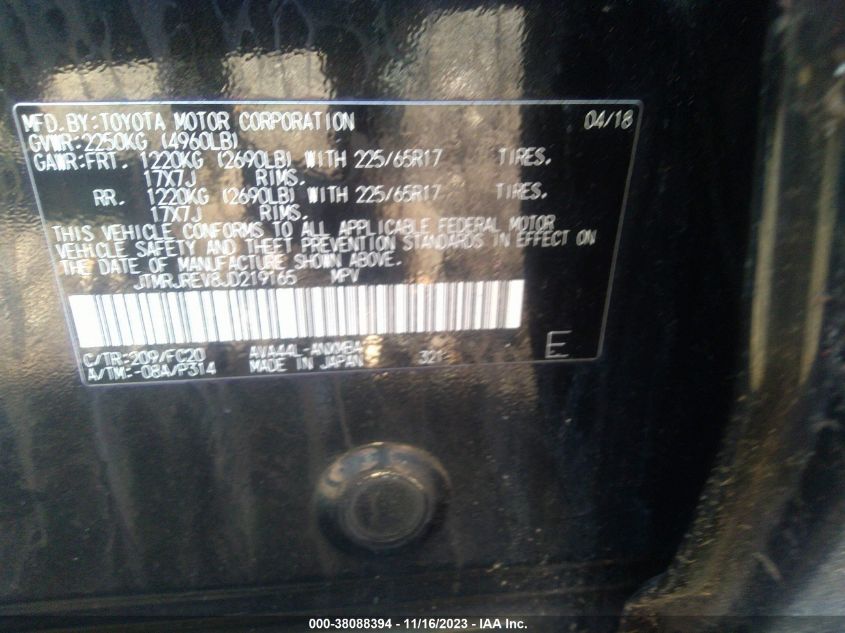 MFD.BY:TOYOTA MOTOR CORPORATION 04/18
GVWR:2250KG (4960LB)
GAWR:FRT. 1220KG (2690LB) WITH 225/65R17 TIRES.
17X7J RIMS.
RR. 1220KG (2690LB) WITH 225/65R17 TIRES.
17X7J RIMS.
THIS VEHICLE CONFORMS TO ALL APPLICABLE FEDERAL MOTOR
VEHICLE SAFETY AND THEFT PREVENTION STANDARDS IN EFFECT ON
THE DATE OF MANUFACTURE SHOWN ABOVE.
JTMRJREV8JD219165 MPV
C/TR:209/FC20 AVA44L-ANXMBA 321 E
A/TM:-08A/P314 MADE IN JAPAN
000-38088394 - 11/16/2023 - IAA Inc.